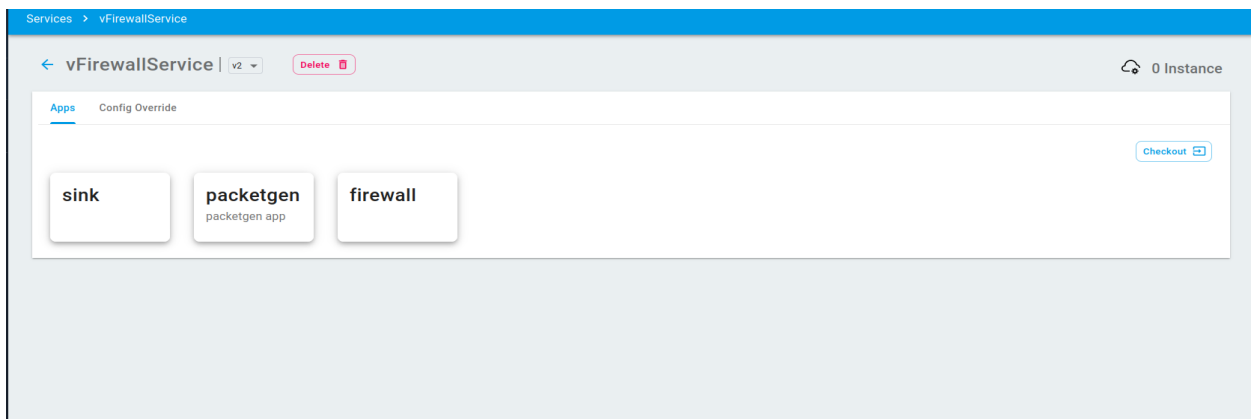 Services > vFirewallService
vFirewallService | v2 Delete
0 Instance
Apps Config Override
Checkout
sink packetgen firewall
packetgen app